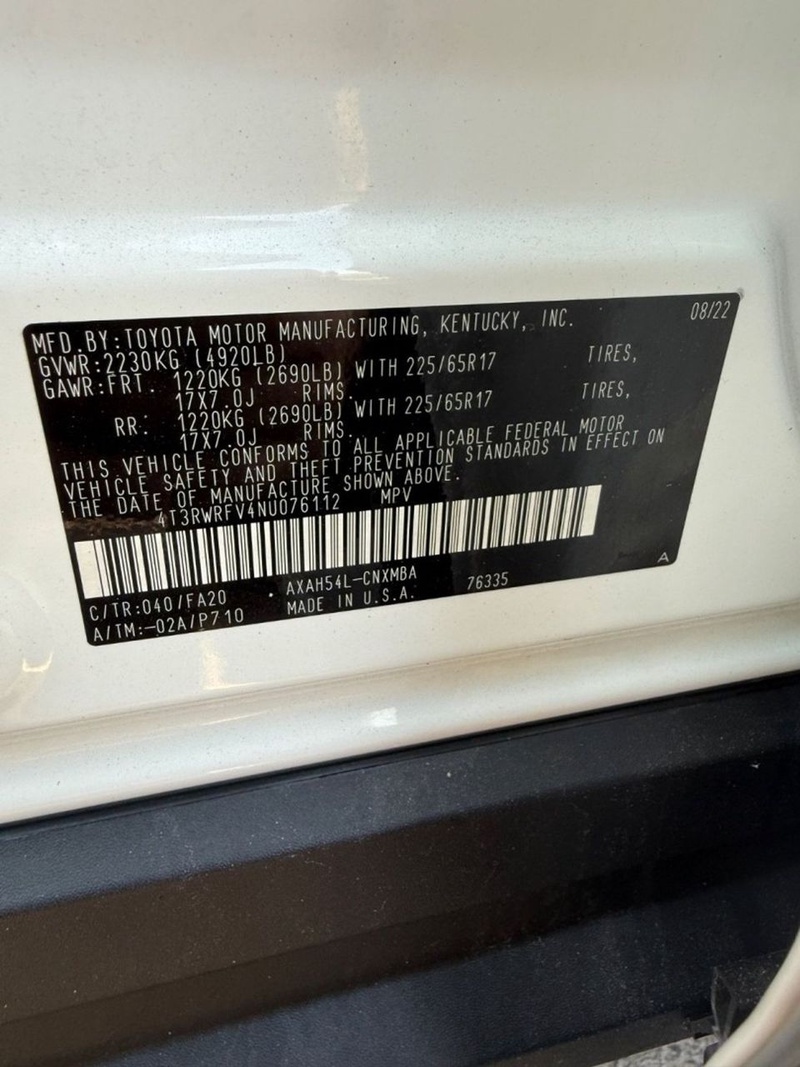 08/22
MFD.BY:TOYOTA MOTOR MANUFACTURING, KENTUCKY, INC.
GVWR:2230KG (4920LB)
GAWR:FRT. 1220KG (2690LB) WITH 225/65R17 TIRES,
17X7.0J RIMS.
RR: 1220KG (2690LB) WITH 225/65R17 TIRES,
17X7.0J RIMS.
THIS VEHICLE CONFORMS TO ALL APPLICABLE FEDERAL MOTOR
VEHICLE SAFETY AND THEFT PREVENTION STANDARDS IN EFFECT ON
THE DATE OF MANUFACTURE SHOWN ABOVE.
4T3RWRFV4NU076112 MPV
C/TR:040/FA20 AXAH54L-CNXMBA 76335 A
A/TM:-02A/P710 MADE IN U.S.A.